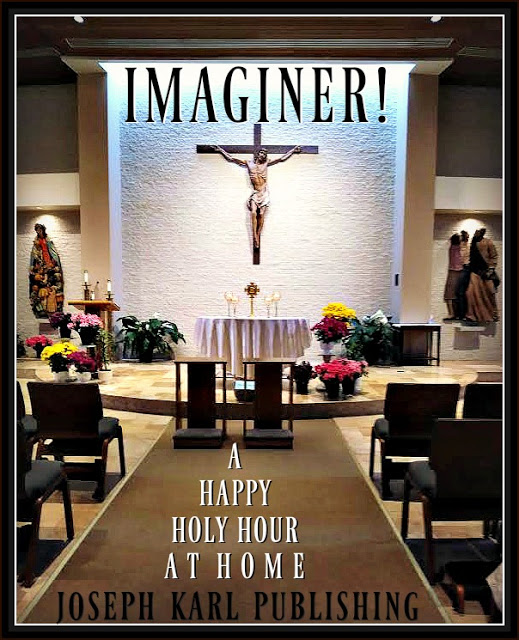 IMAGINER!
A
HAPPY
HOLY HOUR
AT HOME
JOSEPH KARL PUBLISHING